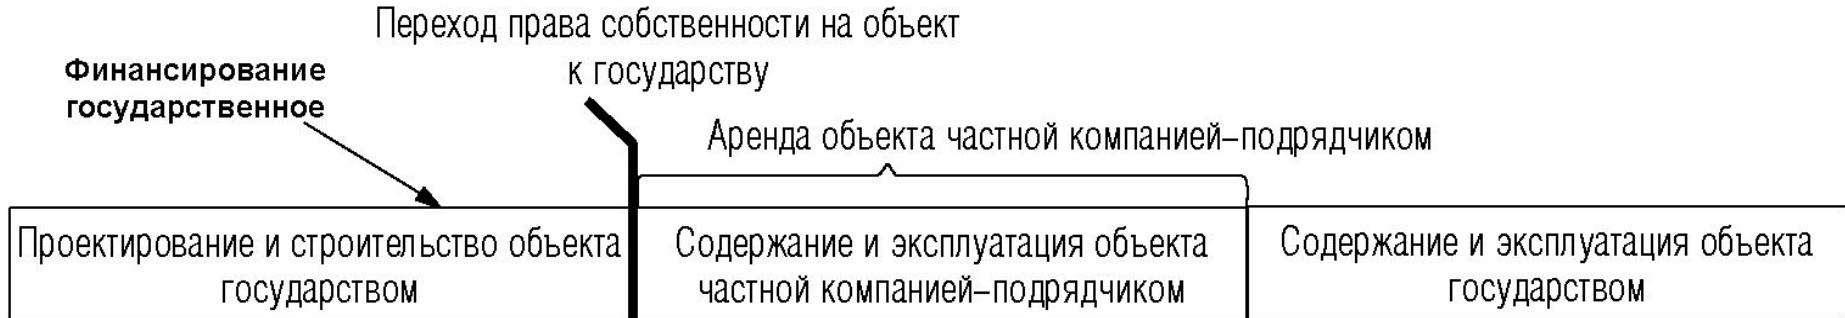 Переход права собственности на объект
к государству
Финансирование
государственное
Аренда объекта частной компанией–подрядчиком
Проектирование и строительство объекта
государством
Содержание и эксплуатация объекта
частной компанией–подрядчиком
Содержание и эксплуатация объекта
государством